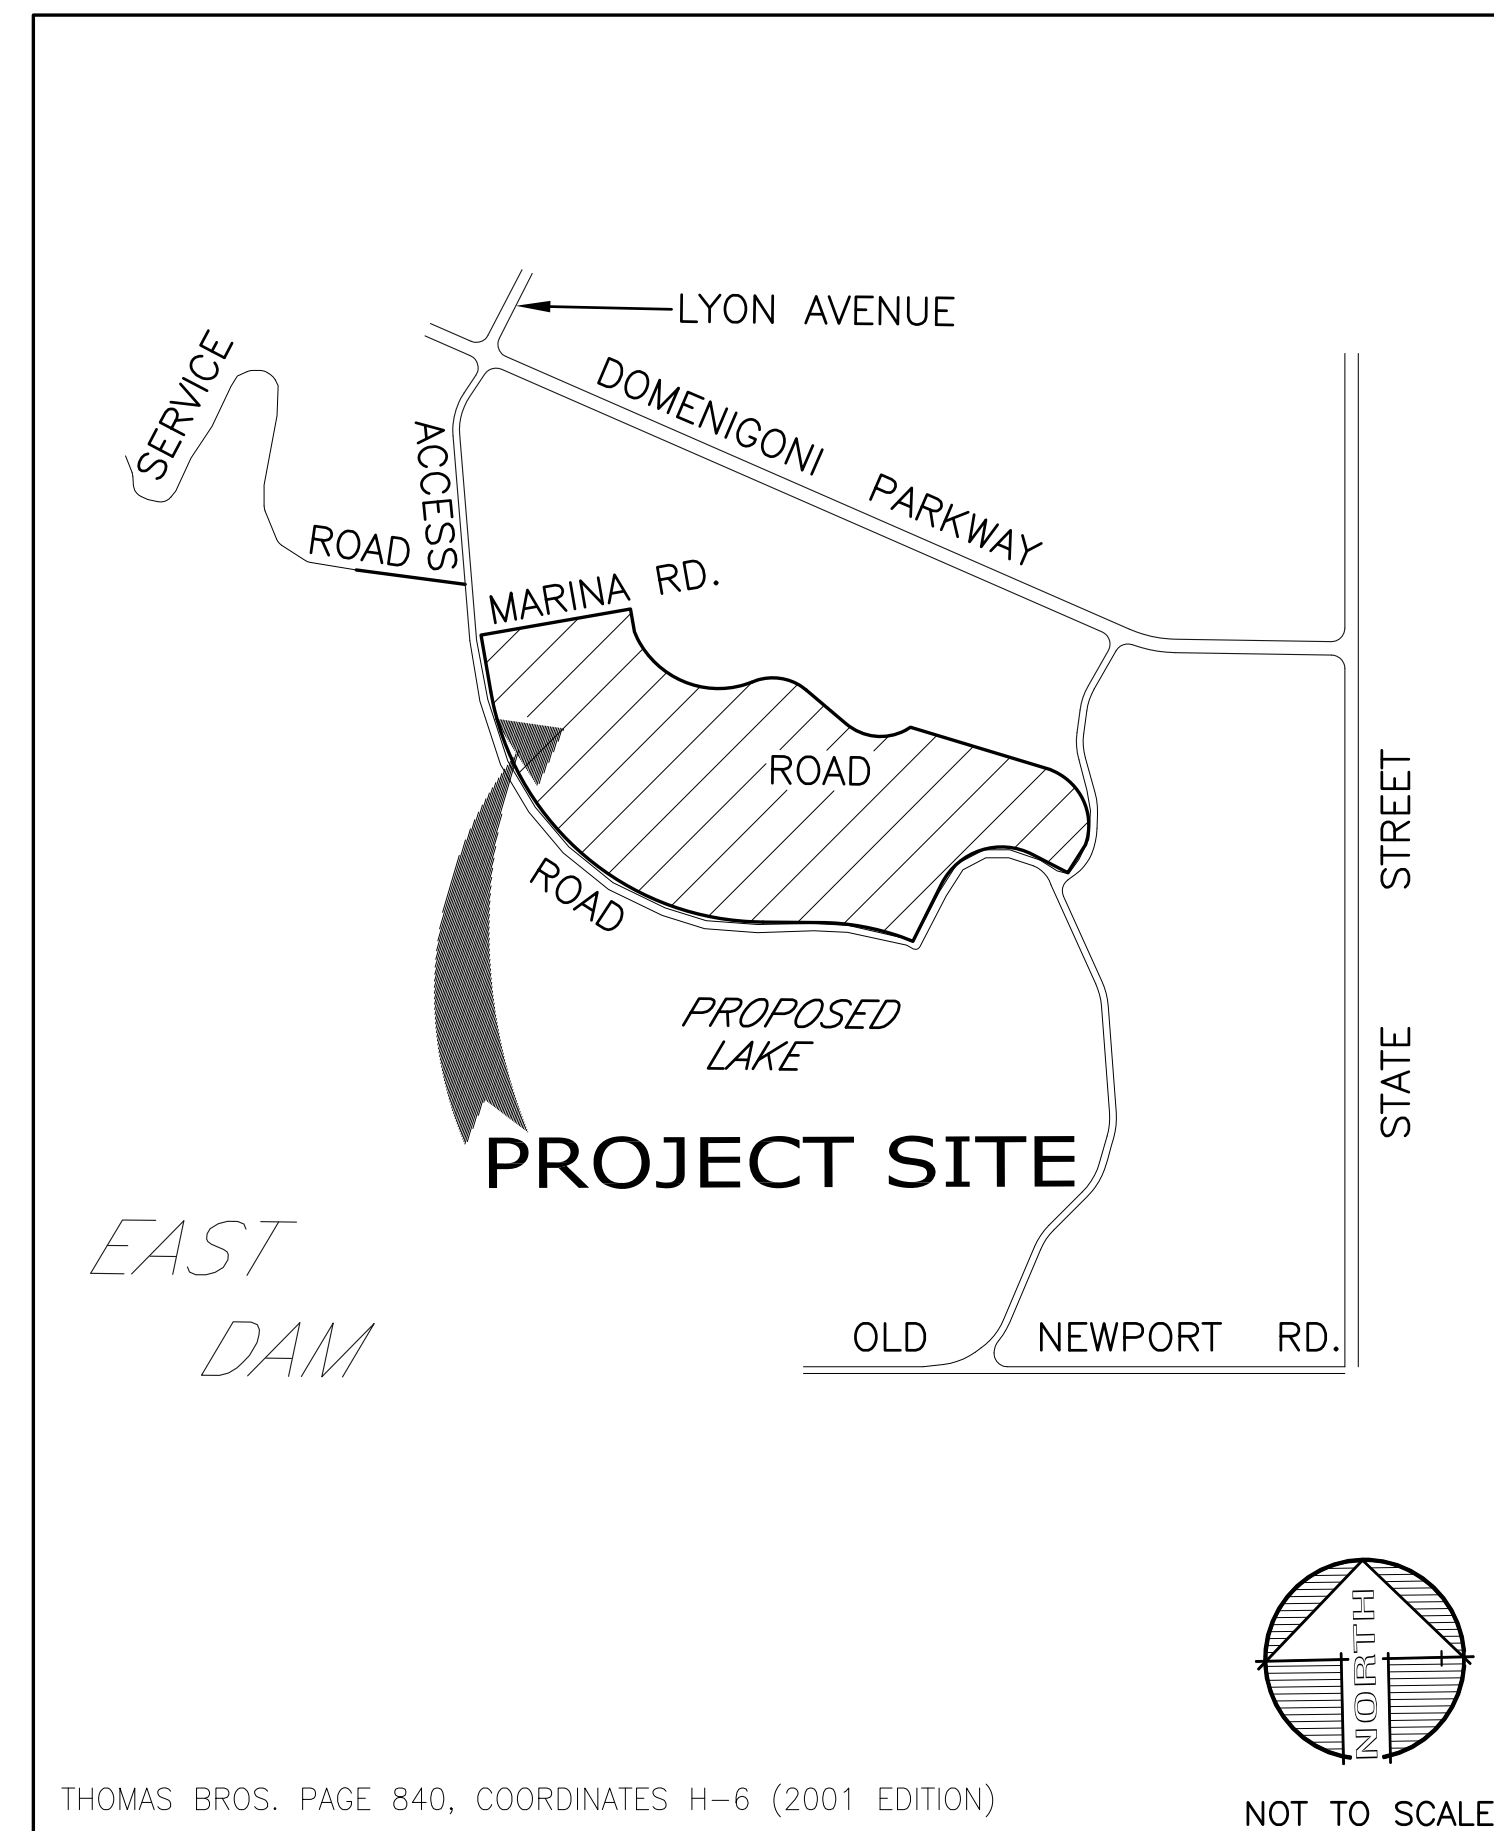 LYON AVENUE
DOMENIGONI PARKWAY
SERVICE
ROAD
ACCESS
MARINA RD.
ROAD
ROAD
STATE STREET
PROPOSED
LAKE
PROJECT SITE
EAST
DAM
OLD NEWPORT RD.
NORTH
THOMAS BROS. PAGE 840, COORDINATES H-6 (2001 EDITION)
NOT TO SCALE